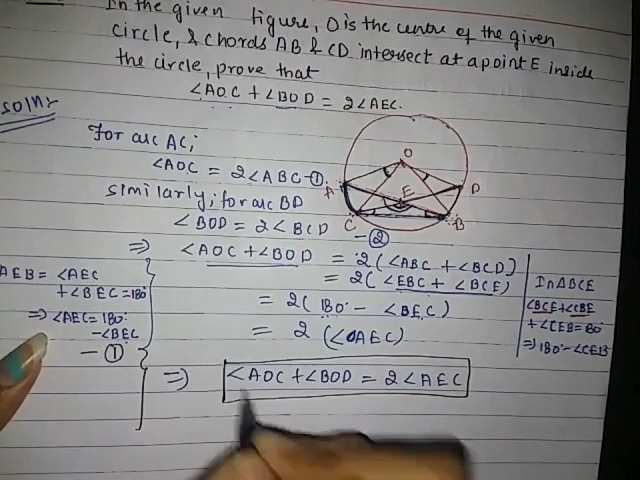 In the given figure, O is the centre of the given
circle, & chords AB & CD intersect at a point E inside
the circle, prove that
∠AOC + ∠BOD = 2∠AEC.
Soln:
For arc AC;
∠AOC = 2∠ABC -①
Similarly; for arc BD
∠BOD = 2∠BCD -②
⇒ ∠AOC + ∠BOD = 2(∠ABC + ∠BCD)
= 2(∠EBC + ∠BCE)
= 2(180° - ∠BEC)
= 2 (∠AEC)
⇒ ∠AOC + ∠BOD = 2∠AEC
O
A
D
E
C
B
AEB = ∠AEC
+∠BEC = 180°
⇒ ∠AEC = 180°
-∠BEC
-①
In ΔBCE
∠BCE + ∠CBE
+ ∠CEB = 80°
⇒ 180° - ∠CEB